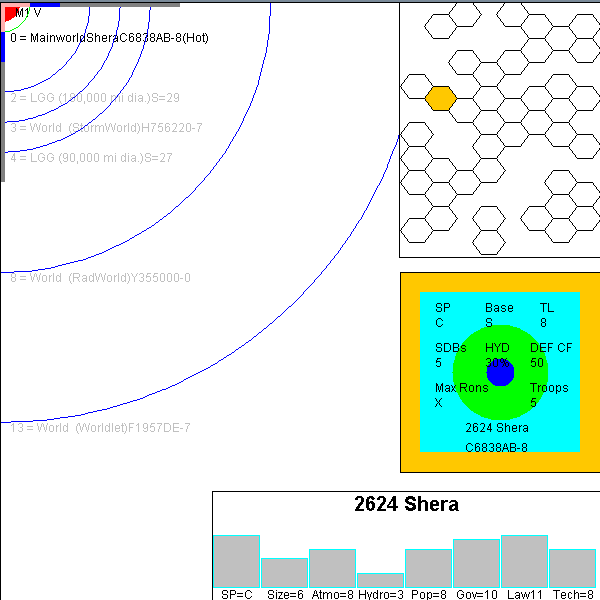 M1 V
0 = MainworldSheraC6838AB-8(Hot)
2 = LGG (180,000 mi dia.)S=29
3 = World  (StormWorld)H756220-7
4 = LGG (90,000 mi dia.)S=27
8 = World  (RadWorld)Y355000-0
13 = World  (Worldlet)F1957DE-7
SP Base TL
C S 8
SDBs HYD DEF CF
5 30% 50
Max Rons Troops
X 5
2624 Shera
C6838AB-8
2624 Shera
SP=C Size=6 Atmo=8 Hydro=3 Pop=8 Gov=10 Law11 Tech=8